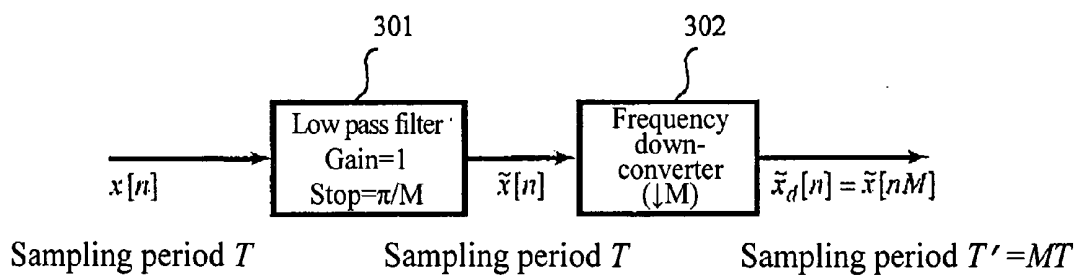 301
302
Low pass filter
Gain=1
Stop=π/M
Frequency
down-
converter
(↓M)
x[n]
x̃[n]
x̃_d[n] = x̃[nM]
Sampling period T
Sampling period T
Sampling period T′=MT